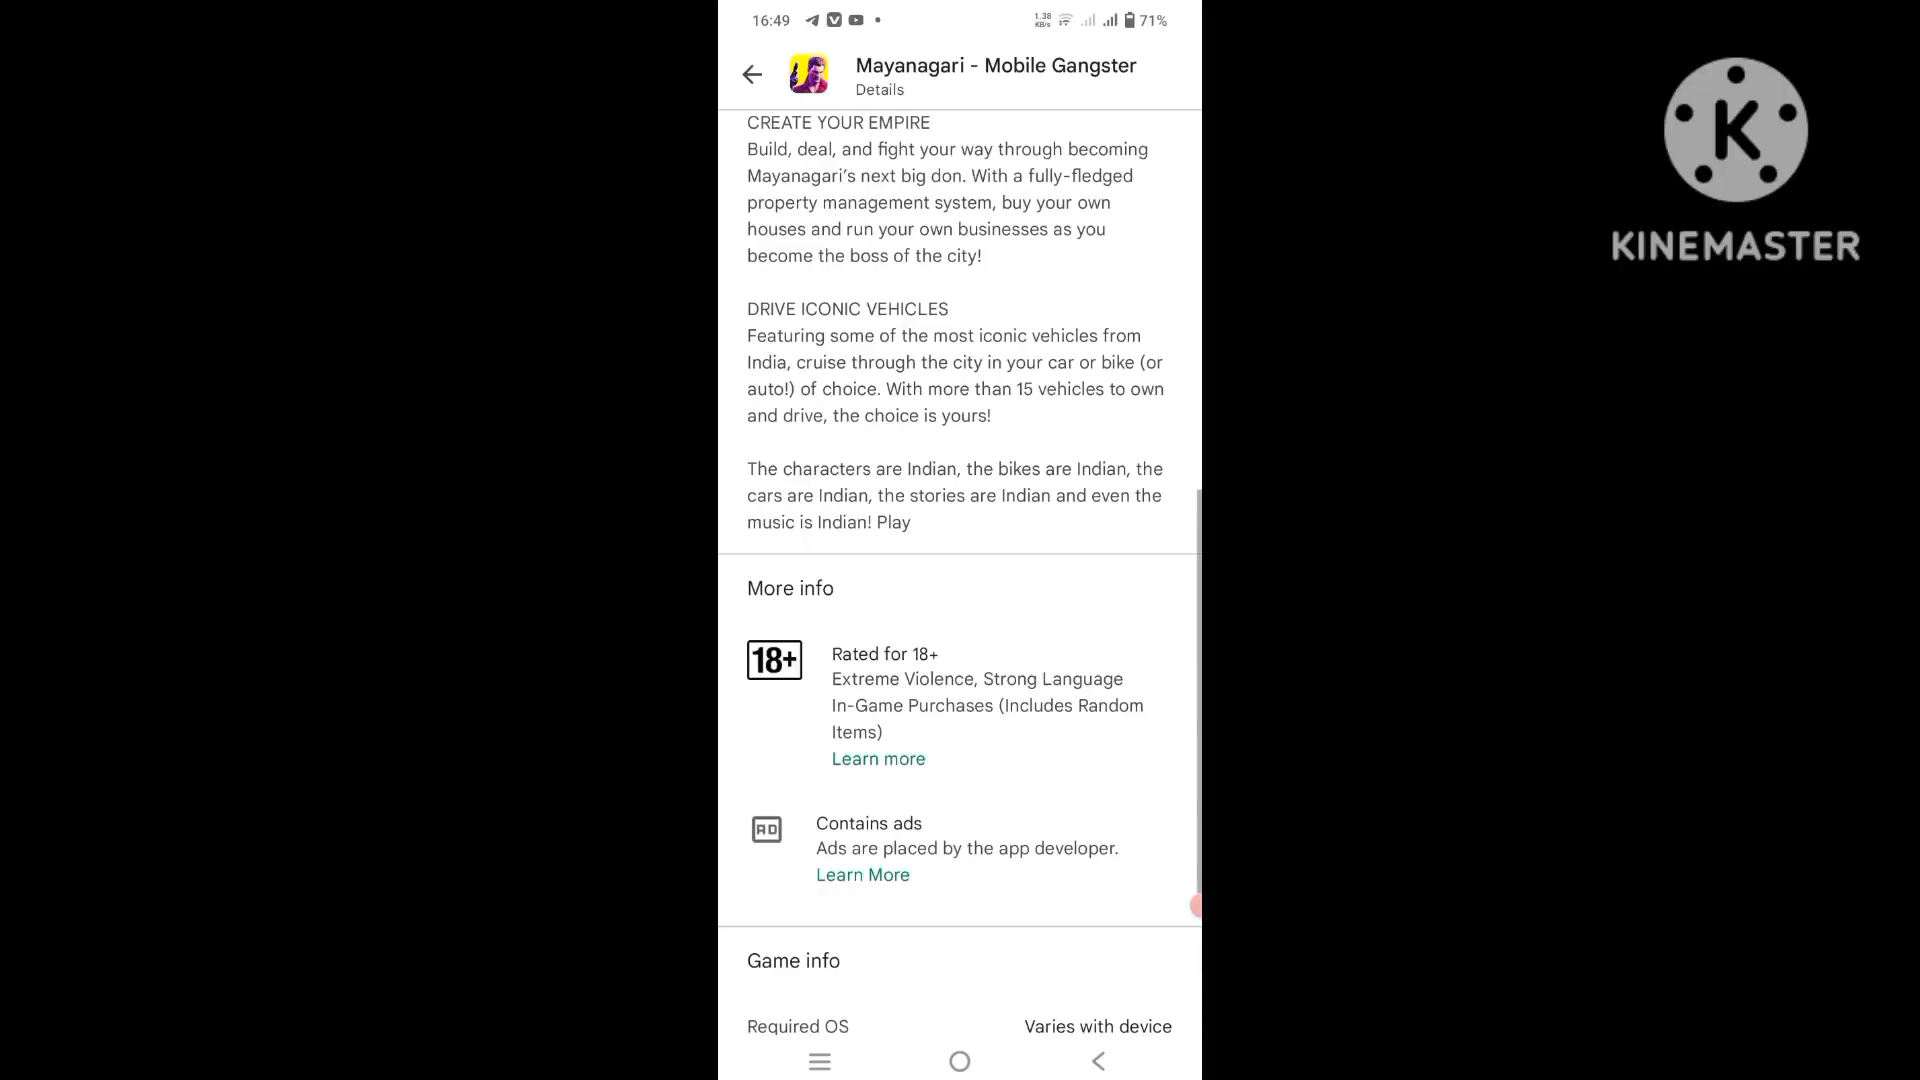 16:49
1.38
KB/s
71%
Mayanagari - Mobile Gangster
Details
CREATE YOUR EMPIRE
Build, deal, and fight your way through becoming
Mayanagari’s next big don. With a fully-fledged
property management system, buy your own
houses and run your own businesses as you
become the boss of the city!
DRIVE ICONIC VEHICLES
Featuring some of the most iconic vehicles from
India, cruise through the city in your car or bike (or
auto!) of choice. With more than 15 vehicles to own
and drive, the choice is yours!
The characters are Indian, the bikes are Indian, the
cars are Indian, the stories are Indian and even the
music is Indian! Play
More info
18+
Rated for 18+
Extreme Violence, Strong Language
In-Game Purchases (Includes Random
Items)
Learn more
AD
Contains ads
Ads are placed by the app developer.
Learn More
Game info
Required OS
Varies with device
K
KINEMASTER